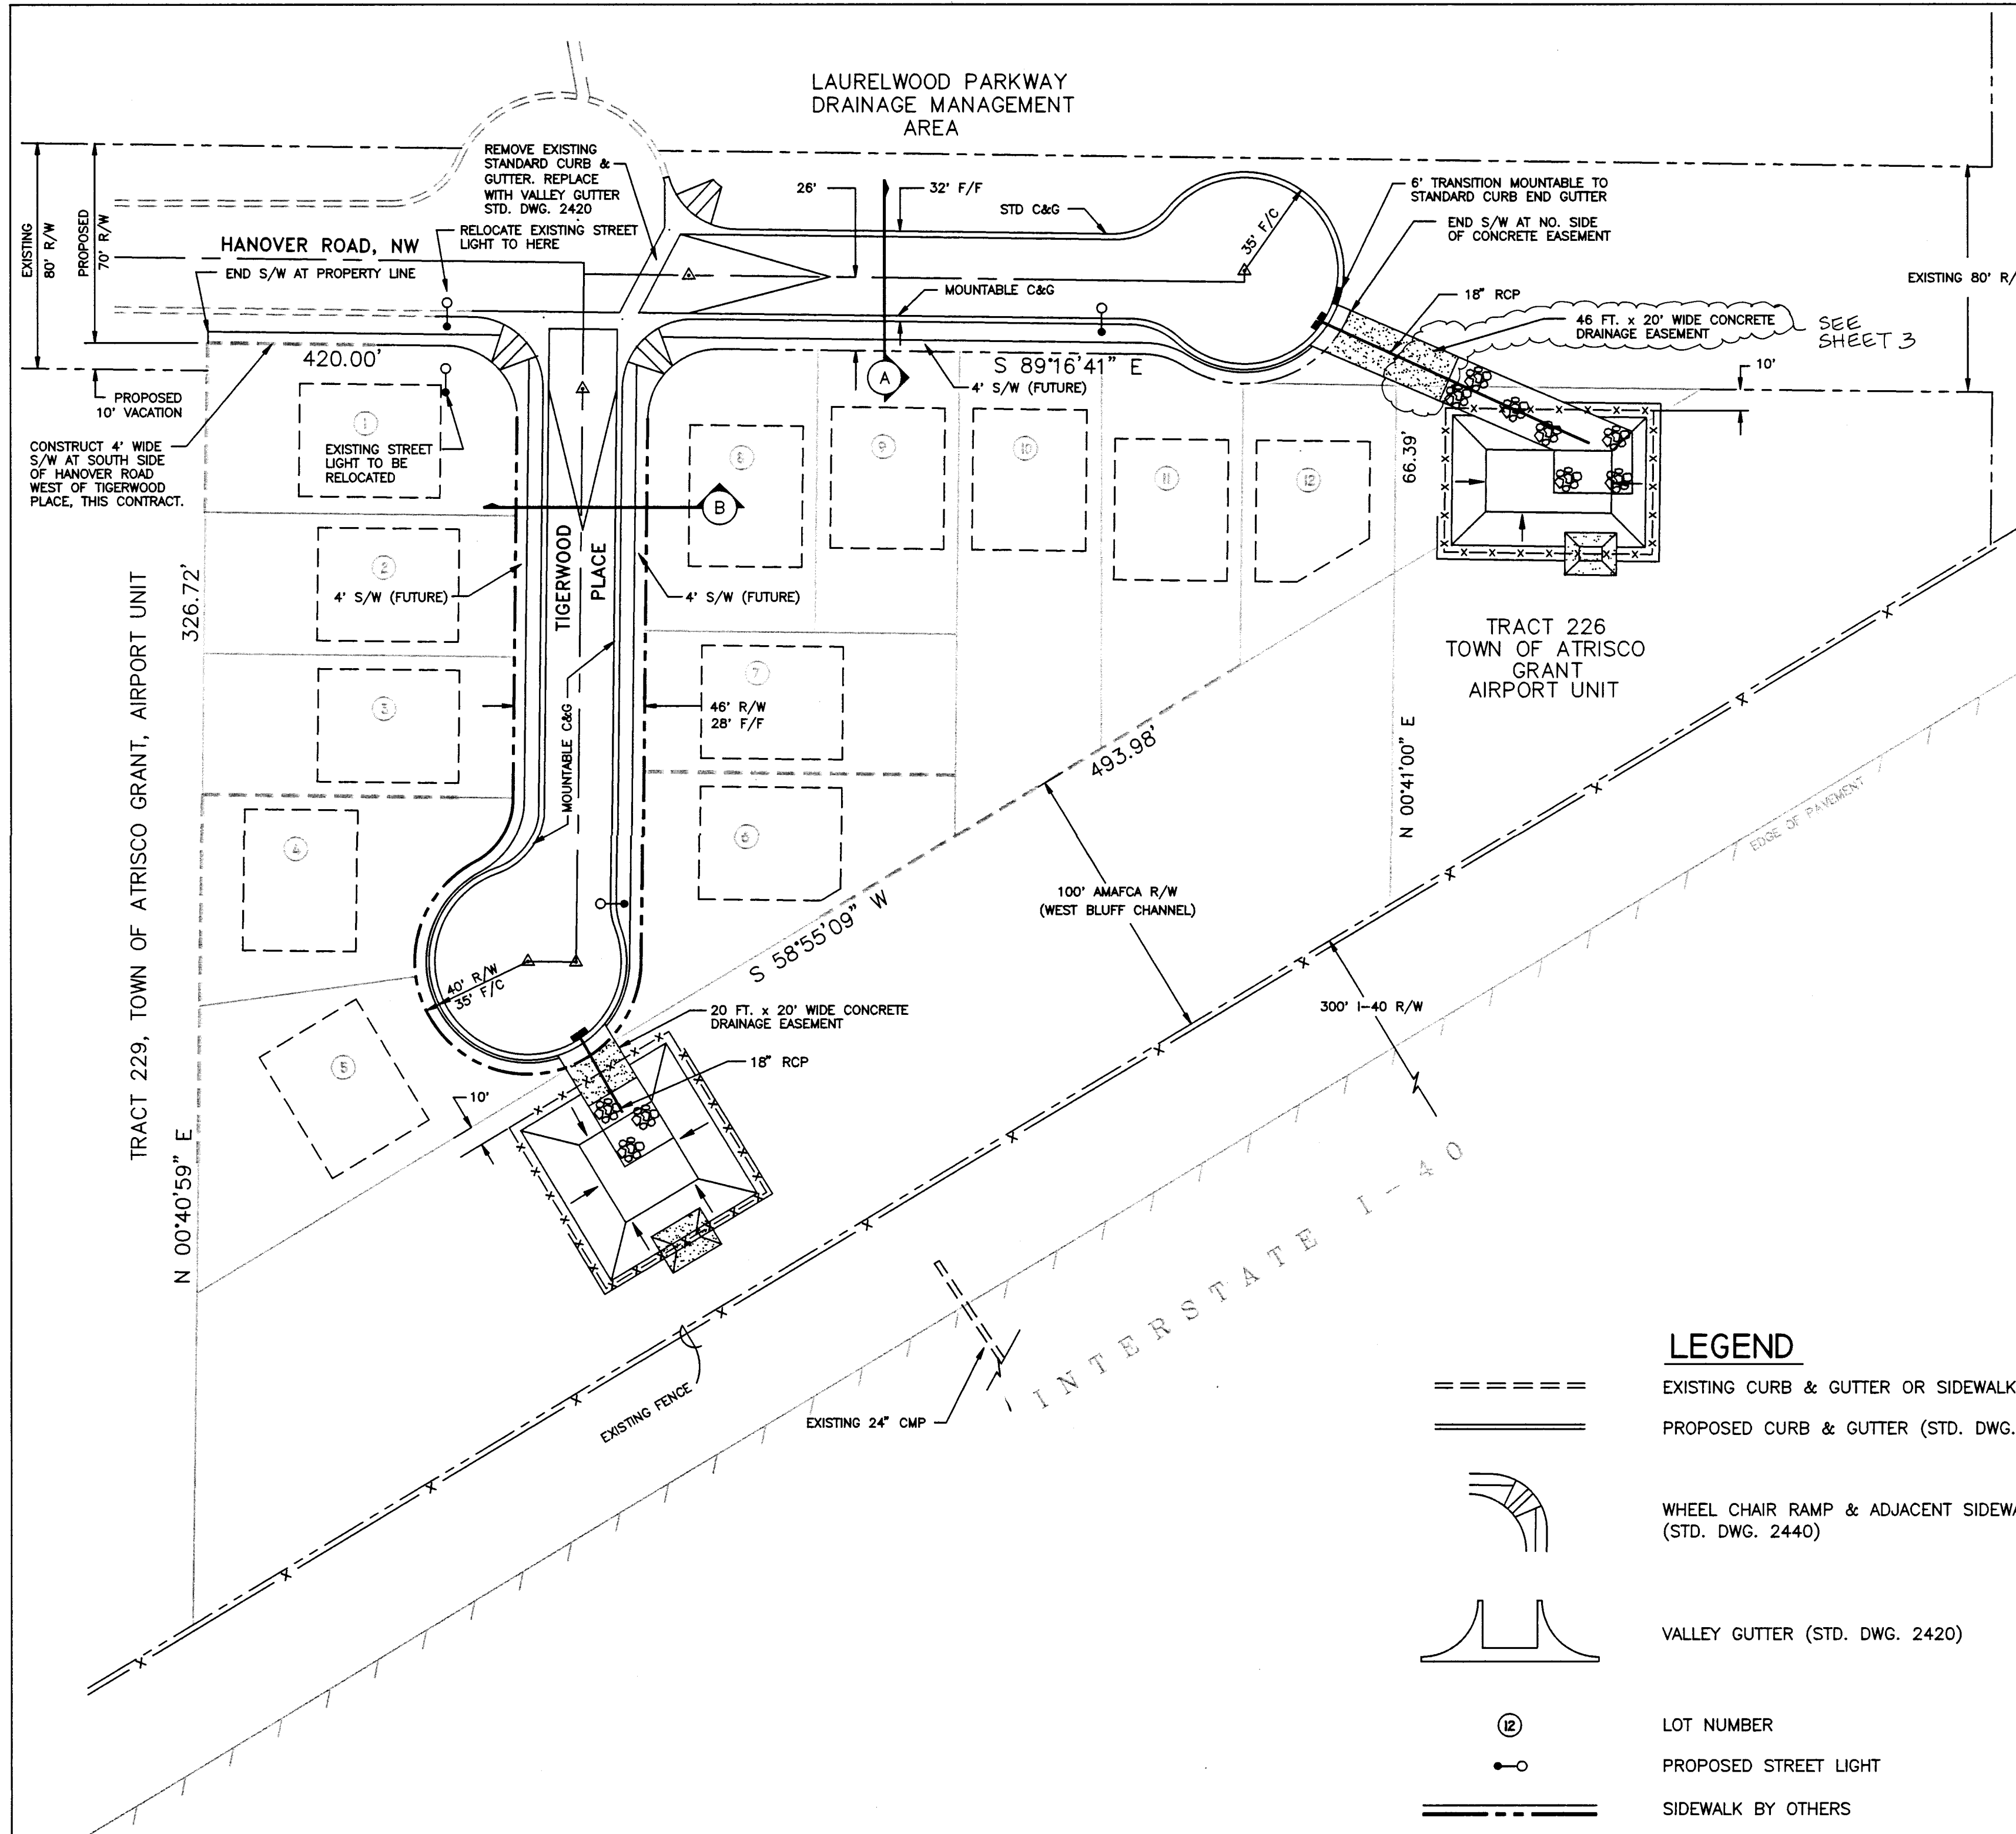 LAURELWOOD PARKWAY
DRAINAGE MANAGEMENT
AREA
EXISTING
80' R/W
PROPOSED
70' R/W
REMOVE EXISTING
STANDARD CURB &
GUTTER. REPLACE
WITH VALLEY GUTTER
STD. DWG. 2420
RELOCATE EXISTING STREET
LIGHT TO HERE
HANOVER ROAD, NW
END S/W AT PROPERTY LINE
26'
32' F/F
STD C&G
35' F/C
6' TRANSITION MOUNTABLE TO
STANDARD CURB END GUTTER
END S/W AT NO. SIDE
OF CONCRETE EASEMENT
EXISTING 80' R/
MOUNTABLE C&G
18" RCP
46 FT. x 20' WIDE CONCRETE
DRAINAGE EASEMENT
SEE
SHEET 3
10'
420.00'
S 89°16'41" E
A
4' S/W (FUTURE)
PROPOSED
10' VACATION
CONSTRUCT 4' WIDE
S/W AT SOUTH SIDE
OF HANOVER ROAD
WEST OF TIGERWOOD
PLACE, THIS CONTRACT.
1
EXISTING STREET
LIGHT TO BE
RELOCATED
8
9
10
11
12
66.39'
B
TIGERWOOD
PLACE
2
4' S/W (FUTURE)
4' S/W (FUTURE)
326.72'
TRACT 229, TOWN OF ATRISCO GRANT, AIRPORT UNIT
TRACT 226
TOWN OF ATRISCO
GRANT
AIRPORT UNIT
3
7
46' R/W
28' F/F
MOUNTABLE C&G
493.98'
N 00°41'00" E
EDGE OF PAVEMENT
4
6
100' AMAFCA R/W
(WEST BLUFF CHANNEL)
S 58°55'09" W
40' R/W
35' F/C
20 FT. x 20' WIDE CONCRETE
DRAINAGE EASEMENT
18" RCP
300' I-40 R/W
5
10'
N 00°40'59" E
INTERSTATE I-40
EXISTING FENCE
EXISTING 24" CMP
LEGEND
EXISTING CURB & GUTTER OR SIDEWALK
PROPOSED CURB & GUTTER (STD. DWG.
WHEEL CHAIR RAMP & ADJACENT SIDEWA
(STD. DWG. 2440)
VALLEY GUTTER (STD. DWG. 2420)
12
LOT NUMBER
PROPOSED STREET LIGHT
SIDEWALK BY OTHERS